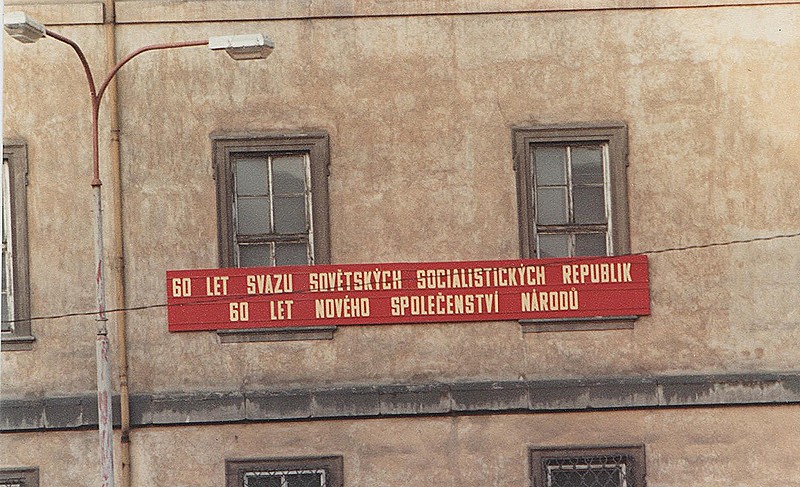 60 LET SVAZU SOVĚTSKÝCH SOCIALISTICKÝCH REPUBLIK
60 LET NOVÉHO SPOLEČENSTVÍ NÁRODŮ